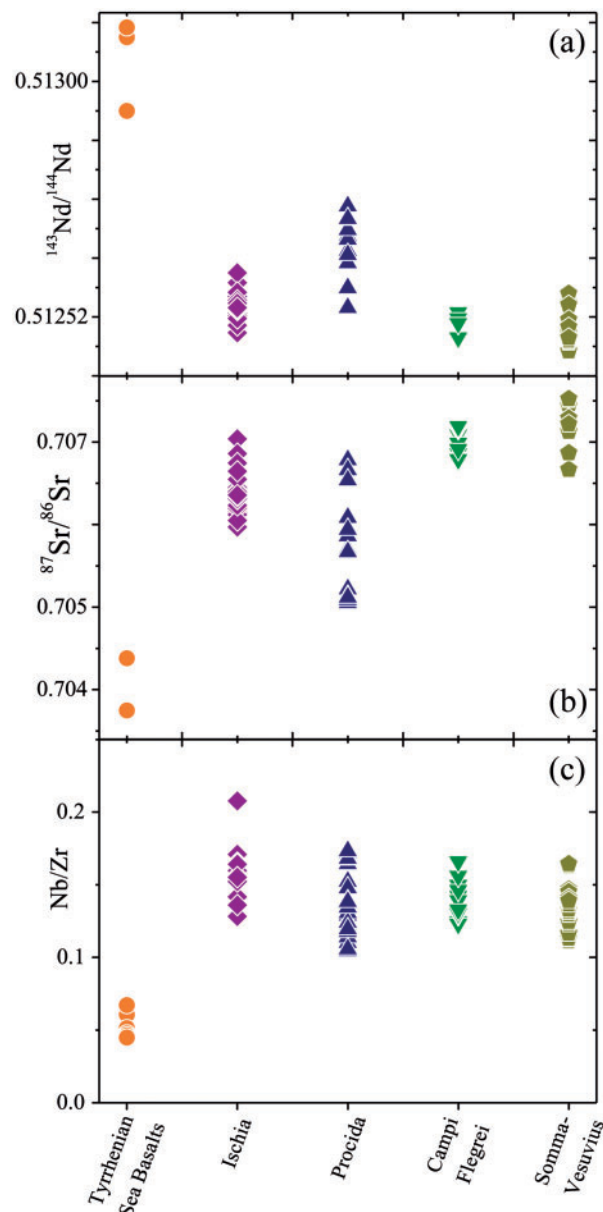 (a)
0.51300
¹⁴³Nd/¹⁴⁴Nd
0.51252
0.707
⁸⁷Sr/⁸⁶Sr
0.705
0.704
(b)
(c)
0.2
Nb/Zr
0.1
0.0
Tyrrhenian
Sea Basalts
Ischia
Procida
Campi
Flegrei
Somma-
Vesuvius